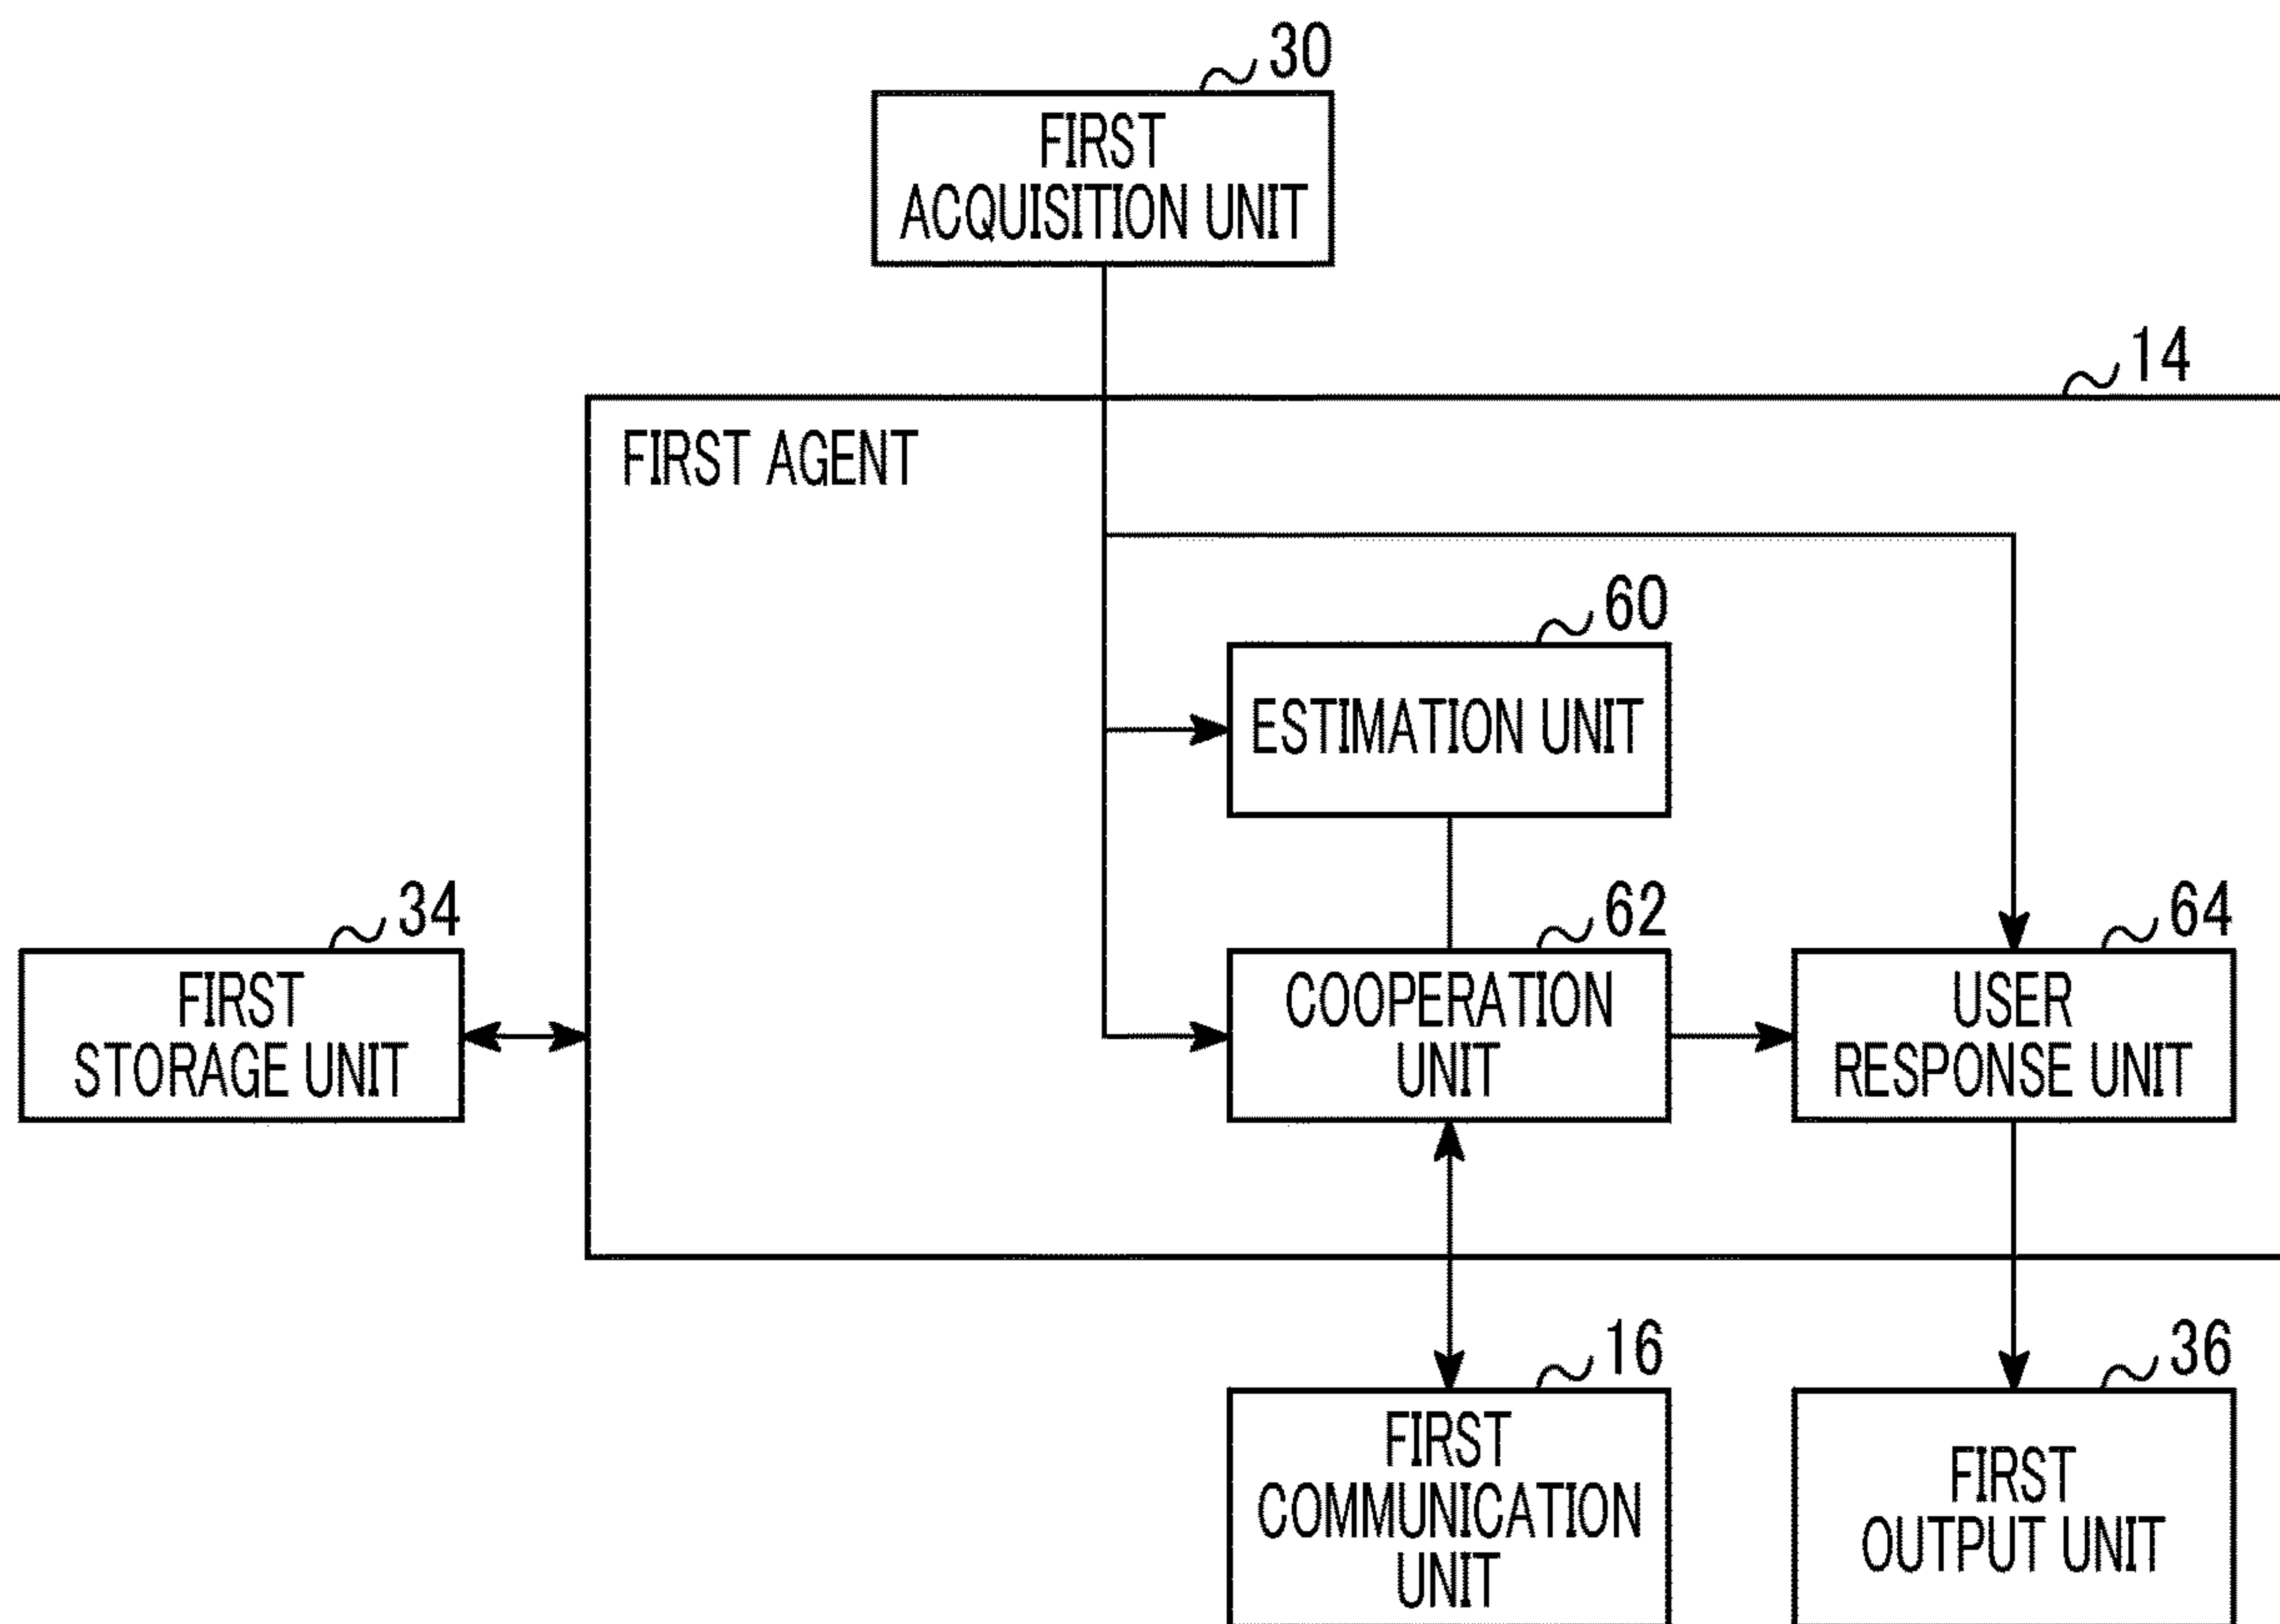 30
FIRST
ACQUISITION UNIT
14
FIRST AGENT
60
ESTIMATION UNIT
34
FIRST
STORAGE UNIT
62
COOPERATION
UNIT
64
USER
RESPONSE UNIT
16
FIRST
COMMUNICATION
UNIT
36
FIRST
OUTPUT UNIT